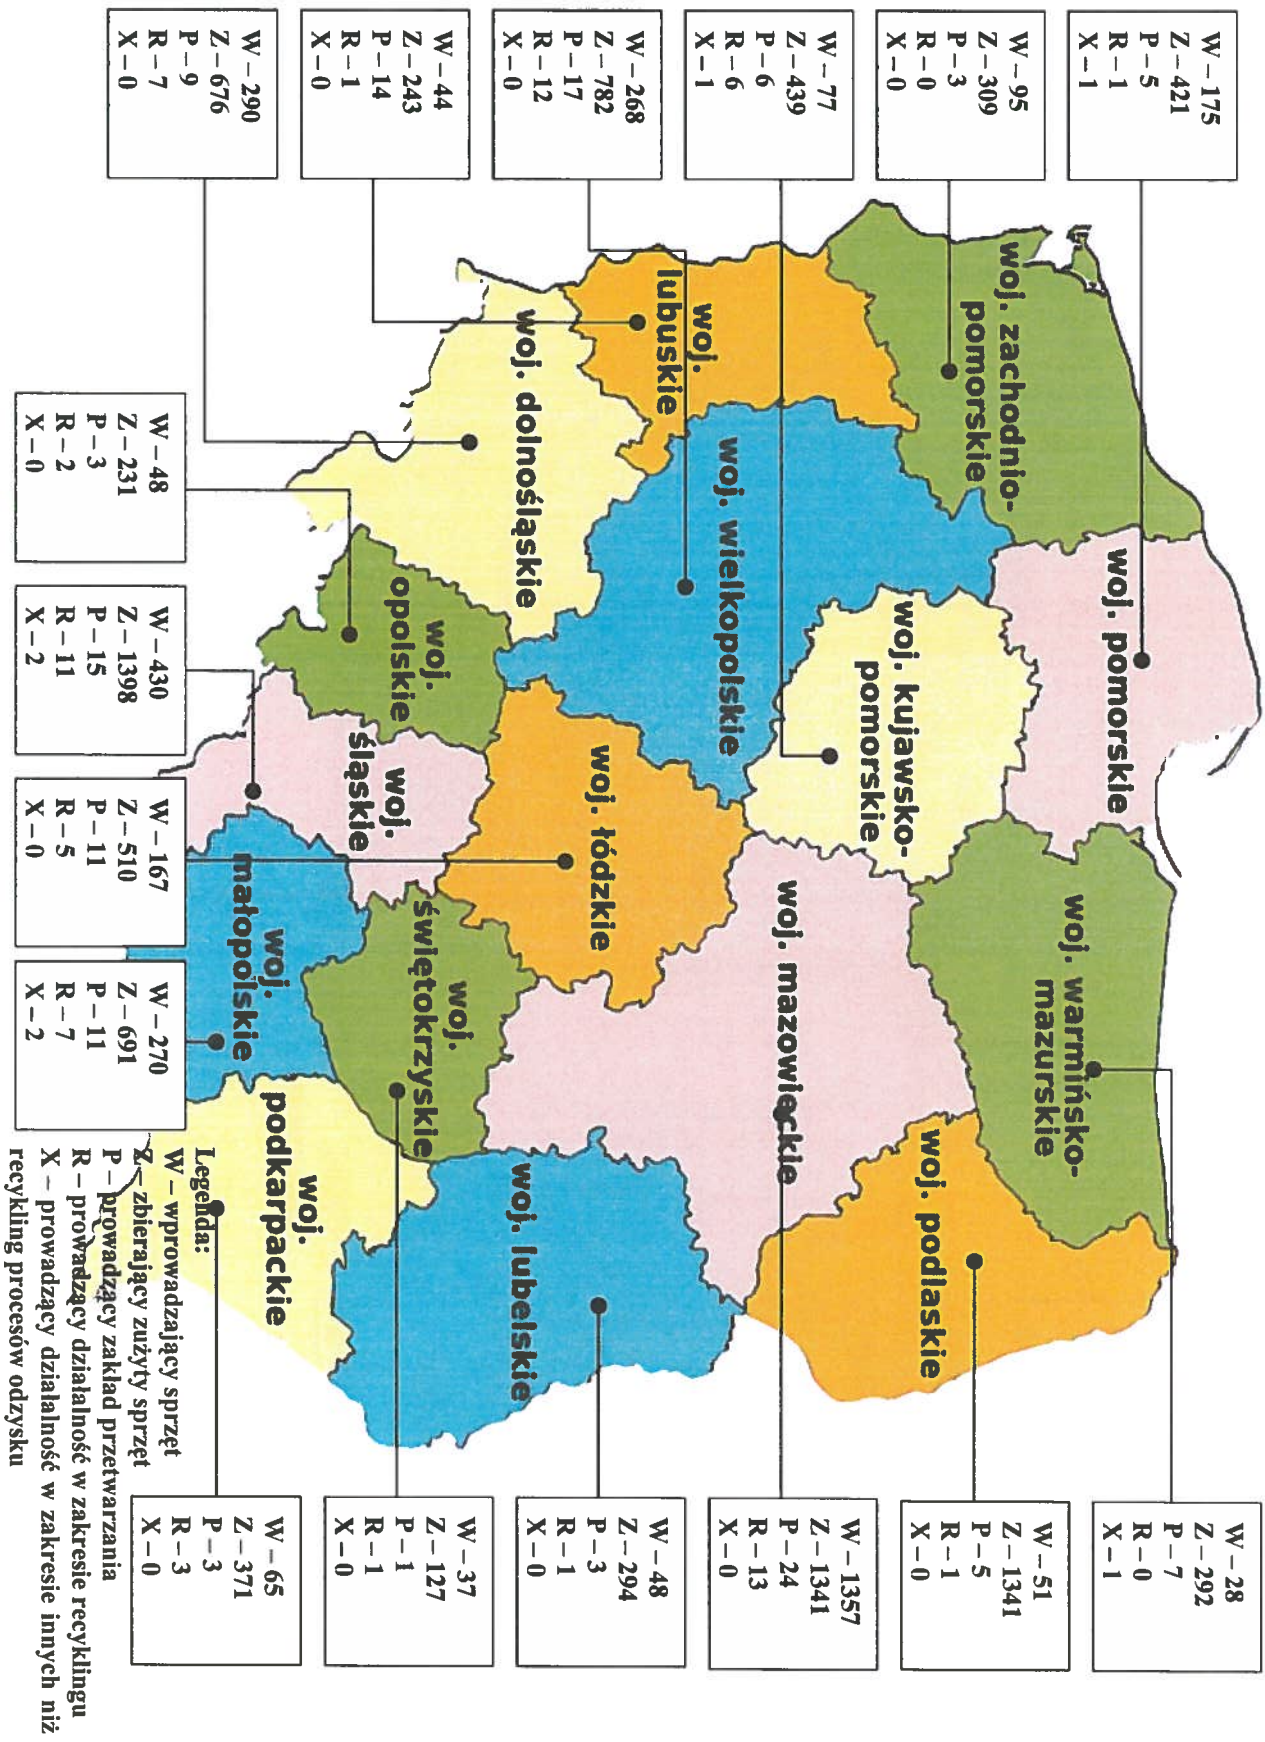 W – 175
Z – 421
P – 5
R – 1
X – 1
W – 95
Z – 309
P – 3
R – 0
X – 0
W – 77
Z – 439
P – 6
R – 6
X – 1
W – 268
Z – 782
P – 17
R – 12
X – 0
W – 44
Z – 243
P – 14
R – 1
X – 0
W – 290
Z – 676
P – 9
R – 7
X – 0
woj. zachodnio-
pomorskie
woj. pomorskie
woj. warmińsko-
mazurskie
woj.
lubuskie
woj. wielkopolskie
woj. kujawsko-
pomorskie
woj. mazowieckie
woj. podlaskie
woj. dolnośląskie
woj. łódzkie
woj. lubelskie
woj.
opolskie
woj.
śląskie
woj.
świętokrzyskie
woj.
małopolskie
woj.
podkarpackie
W – 28
Z – 292
P – 7
R – 0
X – 1
W – 51
Z – 1341
P – 5
R – 1
X – 0
W – 1357
Z – 1341
P – 24
R – 13
X – 0
W – 48
Z – 294
P – 3
R – 1
X – 0
W – 37
Z – 127
P – 1
R – 1
X – 0
W – 65
Z – 371
P – 3
R – 3
X – 0
W – 48
Z – 231
P – 3
R – 2
X – 0
W – 430
Z – 1398
P – 15
R – 11
X – 2
W – 167
Z – 510
P – 11
R – 5
X – 0
W – 270
Z – 691
P – 11
R – 7
X – 2
Legenda:
W – wprowadzający sprzęt
Z – zbierający zużyty sprzęt
P – prowadzący zakład przetwarzania
R – prowadzący działalność w zakresie recyklingu
X – prowadzący działalność w zakresie innych niż
recykling procesów odzysku